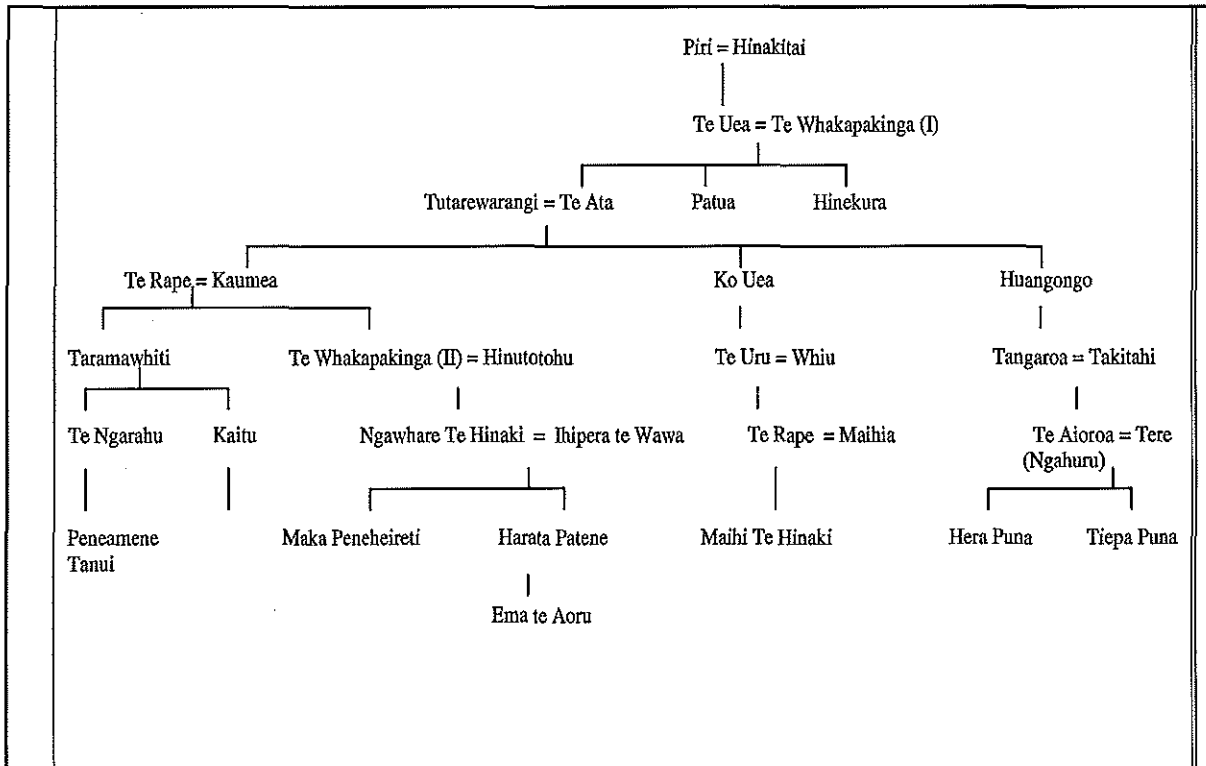 Piri = Hinakitai
Te Uea = Te Whakapakinga (I)
Tutarewarangi = Te Ata Patua Hinekura
Te Rape = Kaumea Ko Uea Huangongo
Taramawhiti Te Whakapakinga (II) = Hinutotohu Te Uru = Whiu Tangaroa = Takitahi
Te Ngarahu Kaitu Ngawhare Te Hinaki = Ihipera te Wawa Te Rape = Maihia Te Aioroa = Tere
(Ngahuru)
Peneamene Maka Peneheireti Harata Patene Maihi Te Hinaki Hera Puna Tiepa Puna
Tanui
Ema te Aoru